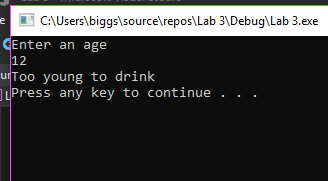 C:\Users\biggs\source\repos\Lab 3\Debug\Lab 3.exe
Enter an age
12
Too young to drink
Press any key to continue . . .